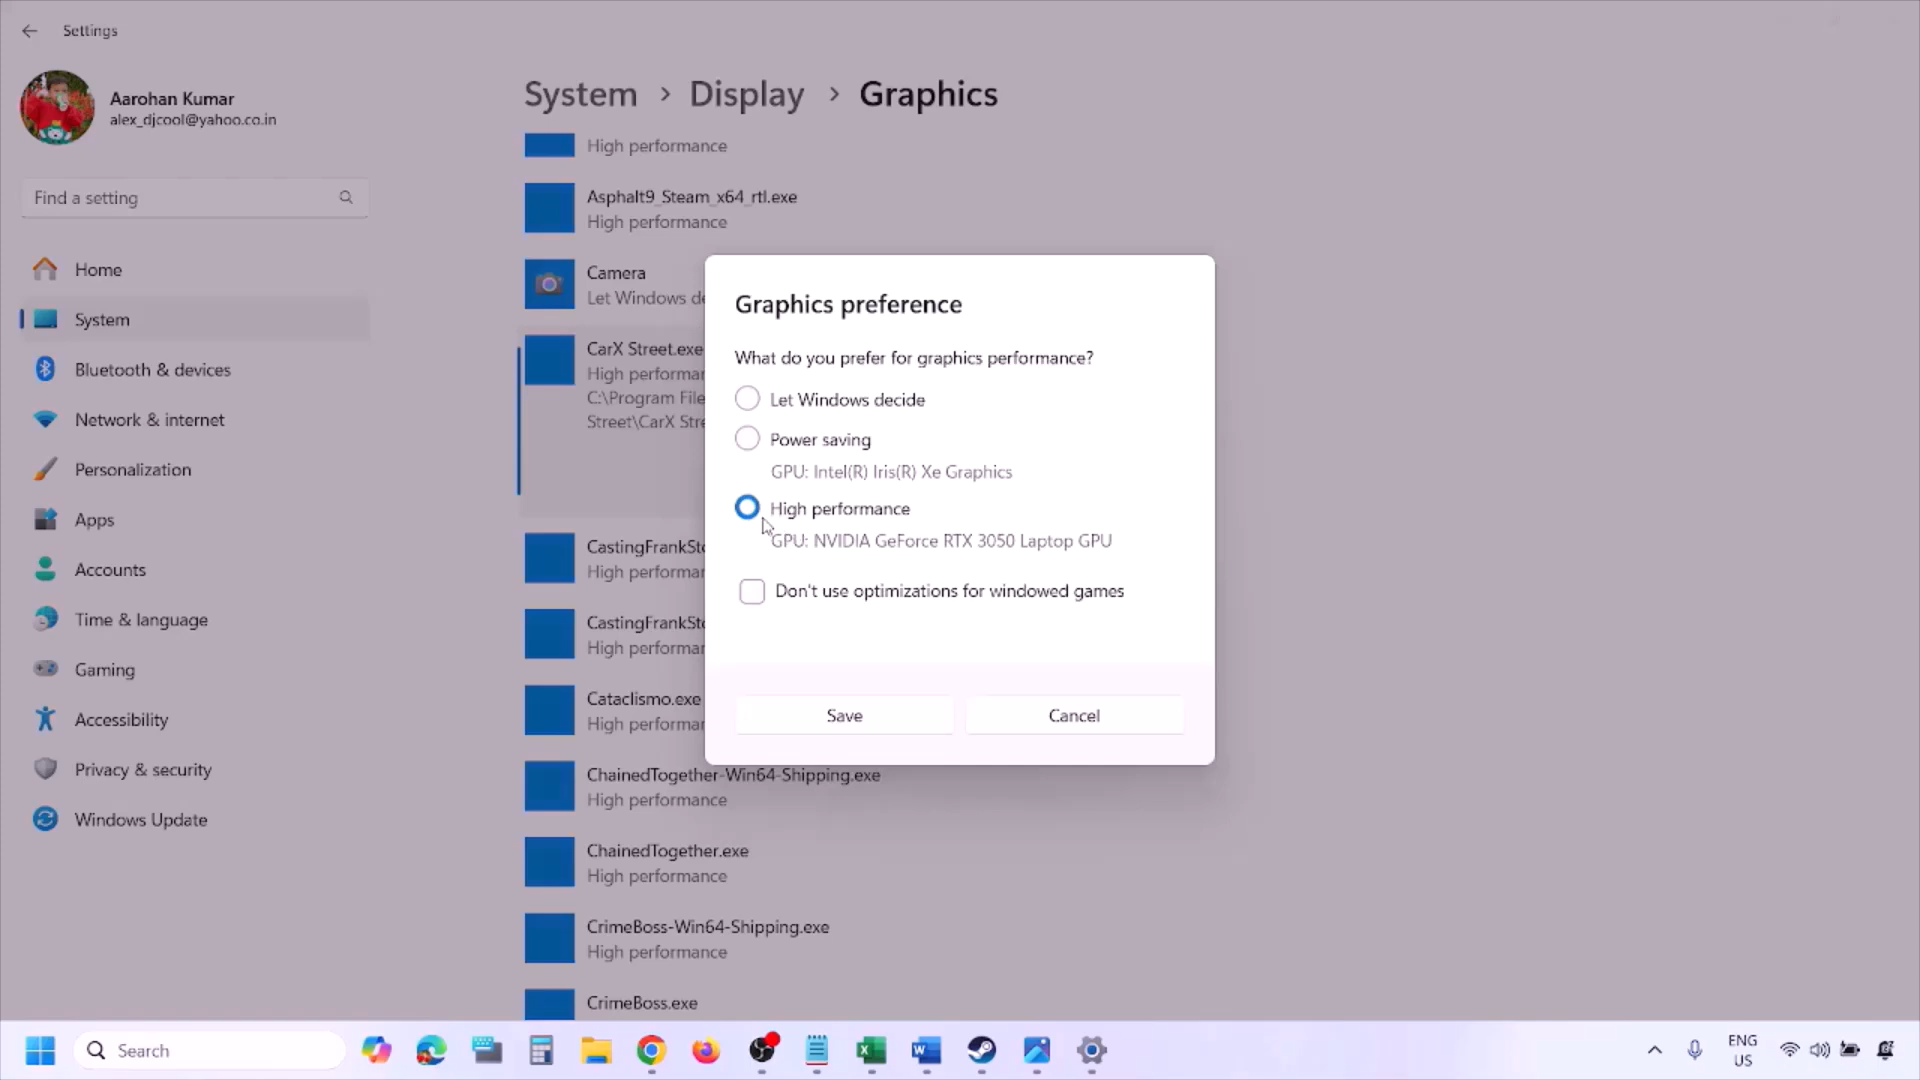 Settings
Aarohan Kumar
alex_djcool@yahoo.co.in
Find a setting
Home
System
Bluetooth & devices
Network & internet
Personalization
Apps
Accounts
Time & language
Gaming
Accessibility
Privacy & security
Windows Update
System > Display > Graphics
High performance
Asphalt9_Steam_x64_rtl.exe
High performance
Camera
Let Windows de
CarX Street.exe
High performan
C:\Program File
Street\CarX Stre
CastingFrankSto
High performan
CastingFrankSto
High performan
Cataclismo.exe
High performan
ChainedTogether-Win64-Shipping.exe
High performance
ChainedTogether.exe
High performance
CrimeBoss-Win64-Shipping.exe
High performance
CrimeBoss.exe
Graphics preference
What do you prefer for graphics performance?
Let Windows decide
Power saving
GPU: Intel(R) Iris(R) Xe Graphics
High performance
GPU: NVIDIA GeForce RTX 3050 Laptop GPU
Don't use optimizations for windowed games
Save
Cancel
Search
ENG
US